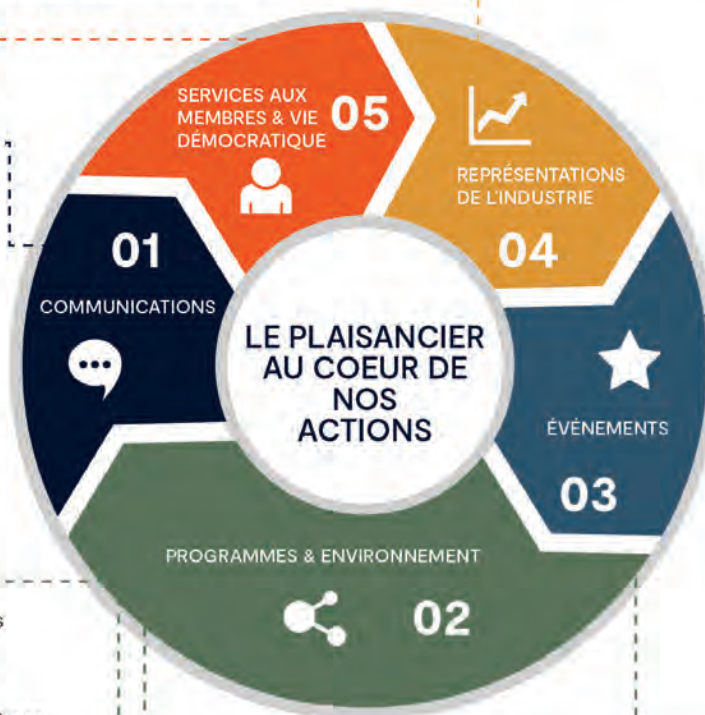 SERVICES AUX
MEMBRES & VIE
DÉMOCRATIQUE
05
REPRÉSENTATIONS
DE L'INDUSTRIE
04
01
COMMUNICATIONS
LE PLAISANCIER
AU COEUR DE
NOS
ACTIONS
ÉVÉNEMENTS
03
PROGRAMMES & ENVIRONNEMENT
02